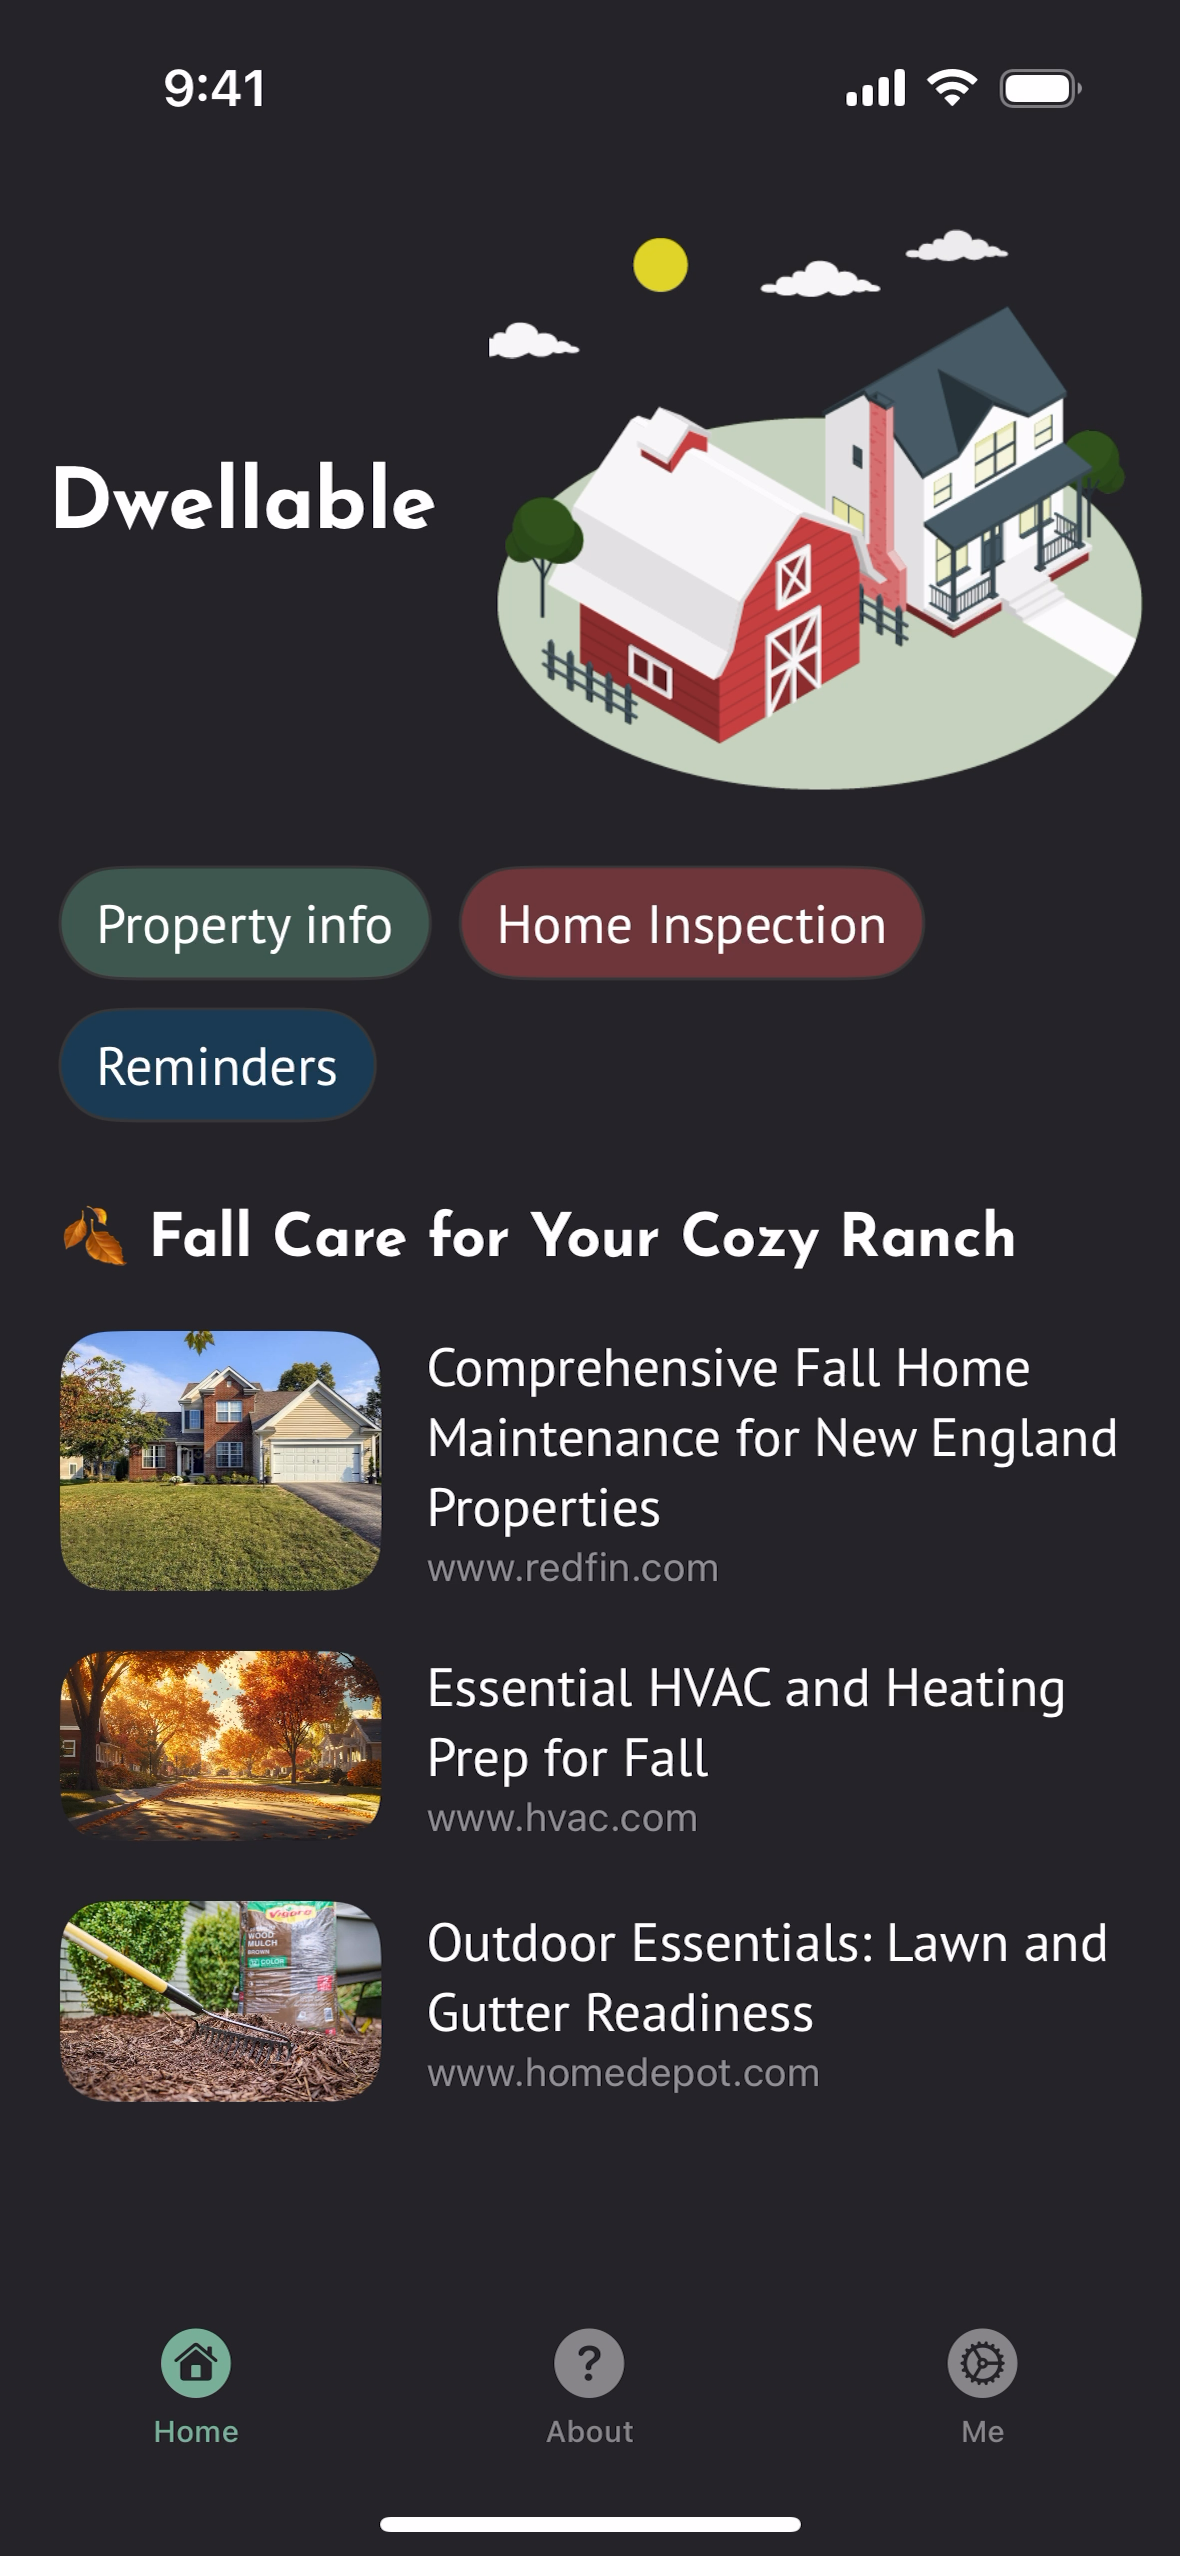 9:41
Dwellable
Property info
Home Inspection
Reminders
🍂 Fall Care for Your Cozy Ranch
Comprehensive Fall Home
Maintenance for New England
Properties
www.redfin.com
Essential HVAC and Heating
Prep for Fall
www.hvac.com
Vigoro
WOOD
MULCH
BROWN
COLOR
Outdoor Essentials: Lawn and
Gutter Readiness
www.homedepot.com
Home
?
About
Me